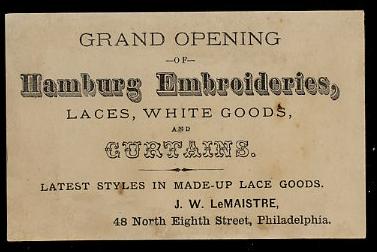 GRAND OPENING
—OF—
Hamburg Embroideries,
LACES, WHITE GOODS,
AND
CURTAINS.
LATEST STYLES IN MADE-UP LACE GOODS.
J. W. LeMAISTRE,
48 North Eighth Street, Philadelphia.